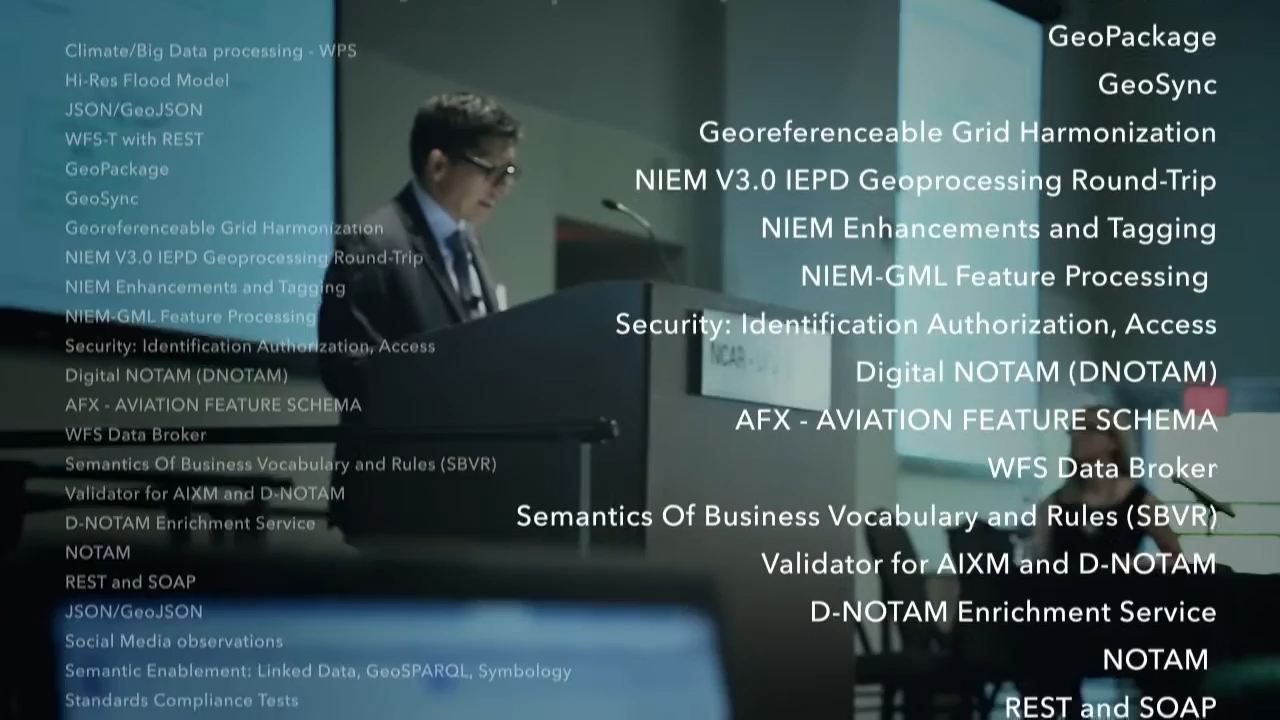 Climate/Big Data processing - WPS
Hi-Res Flood Model
JSON/GeoJSON
WFS-T with REST
GeoPackage
GeoSync
Georeferenceable Grid Harmonization
NIEM V3.0 IEPD Geoprocessing Round-Trip
NIEM Enhancements and Tagging
NIEM-GML Feature Processing
Security: Identification Authorization, Access
Digital NOTAM (DNOTAM)
AFX - AVIATION FEATURE SCHEMA
WFS Data Broker
Semantics Of Business Vocabulary and Rules (SBVR)
Validator for AIXM and D-NOTAM
D-NOTAM Enrichment Service
NOTAM
REST and SOAP
JSON/GeoJSON
Social Media observations
Semantic Enablement: Linked Data, GeoSPARQL, Symbology
Standards Compliance Tests
GeoPackage
GeoSync
Georeferenceable Grid Harmonization
NIEM V3.0 IEPD Geoprocessing Round-Trip
NIEM Enhancements and Tagging
NIEM-GML Feature Processing
Security: Identification Authorization, Access
Digital NOTAM (DNOTAM)
AFX - AVIATION FEATURE SCHEMA
WFS Data Broker
Semantics Of Business Vocabulary and Rules (SBVR)
Validator for AIXM and D-NOTAM
D-NOTAM Enrichment Service
NOTAM
REST and SOAP
NCAR